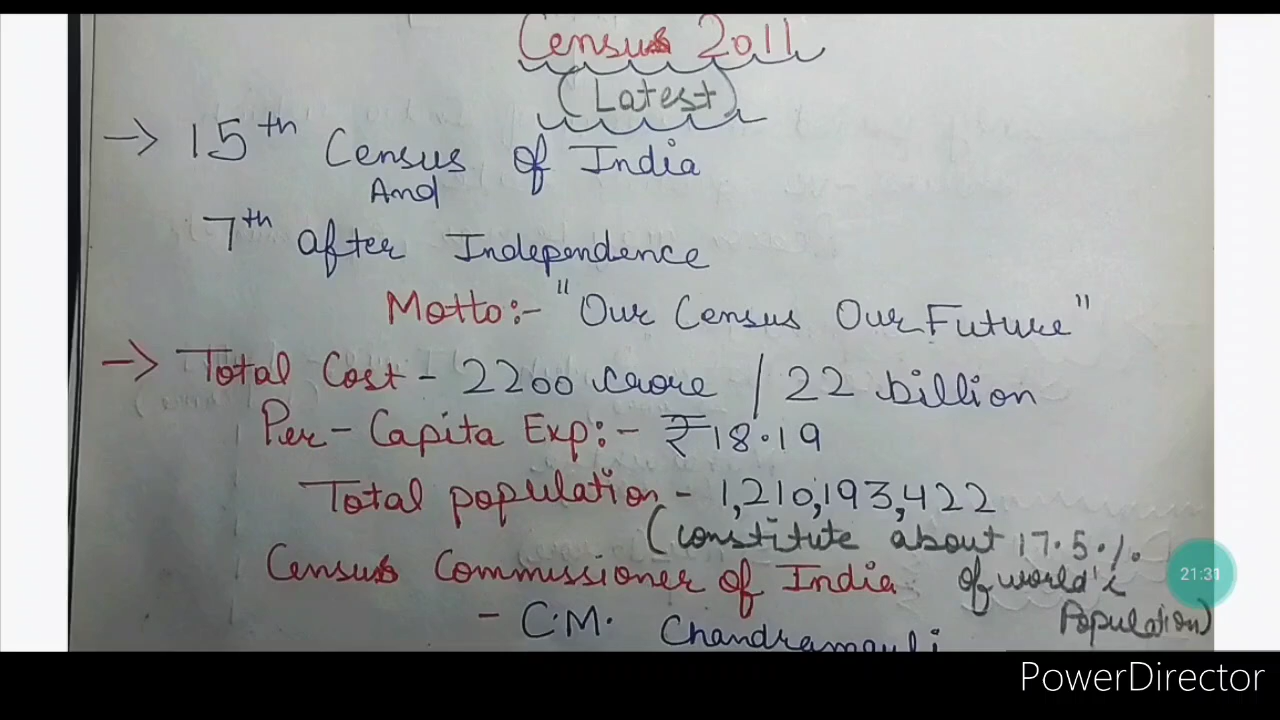 Census 2011
(Latest)
→ 15th Census of India
And
7th after Independence
Motto:- "Our Census Our Future"
→ Total Cost - 2200 crore / 22 billion
Per-Capita Exp:- ₹18.19
Total population - 1,210,193,422
(constitute about 17.5%
Census Commissioner of India of world's
- C.M. Chandramauli Population)
21:31
PowerDirector